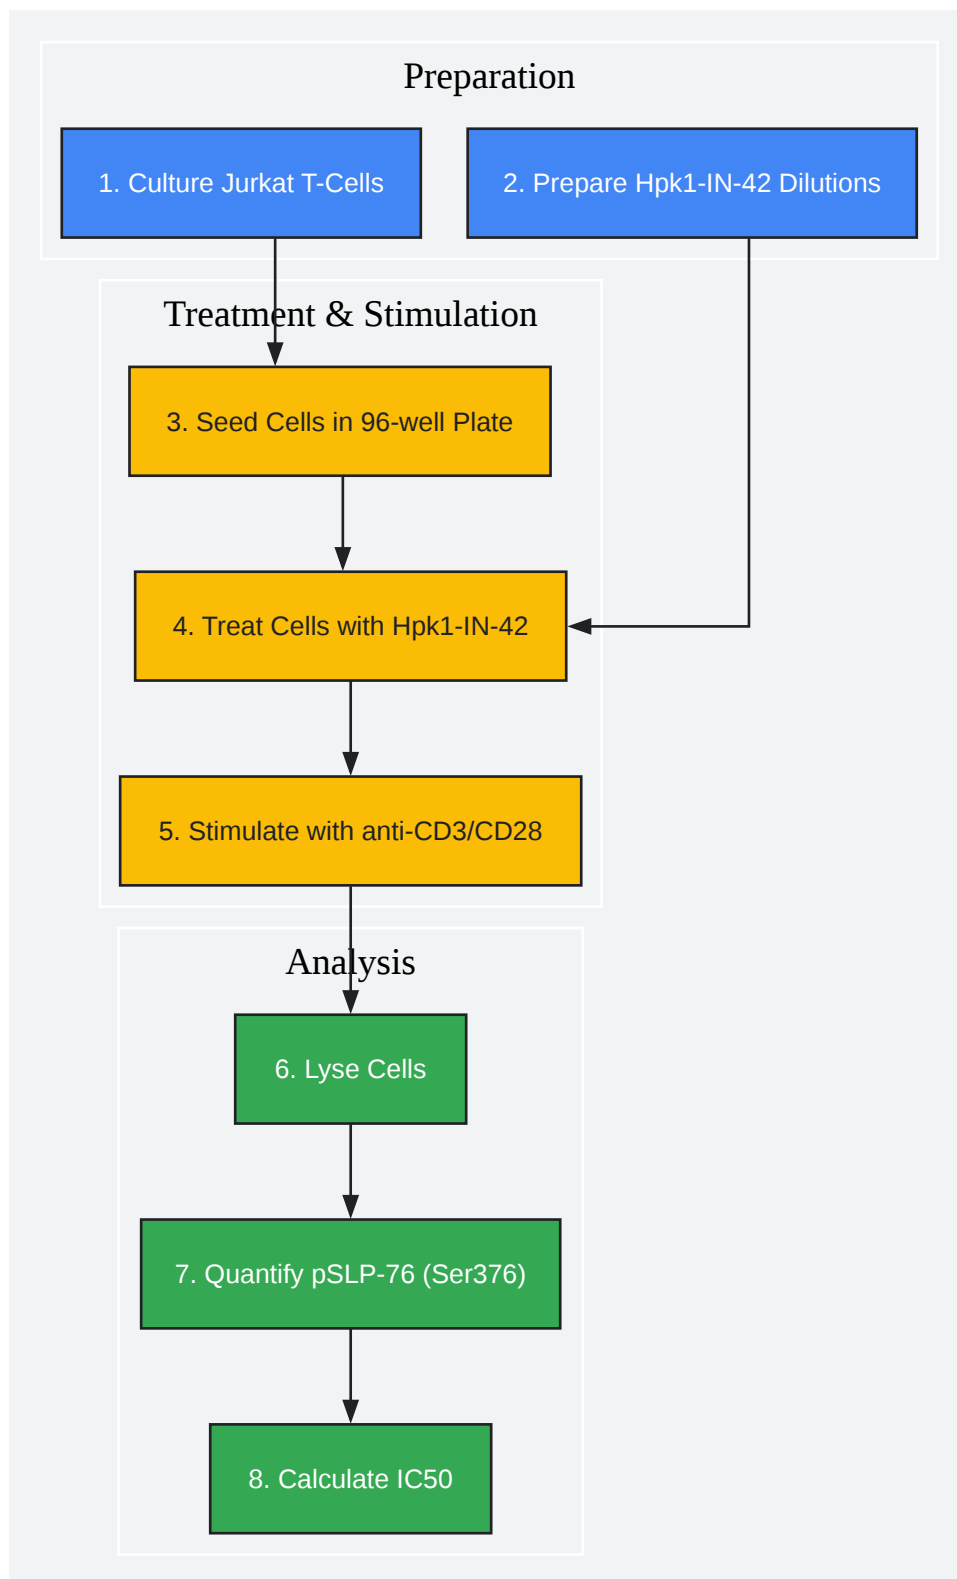 Preparation
1. Culture Jurkat T-Cells
2. Prepare Hpk1-IN-42 Dilutions
Treatment & Stimulation
3. Seed Cells in 96-well Plate
4. Treat Cells with Hpk1-IN-42
5. Stimulate with anti-CD3/CD28
Analysis
6. Lyse Cells
7. Quantify pSLP-76 (Ser376)
8. Calculate IC50